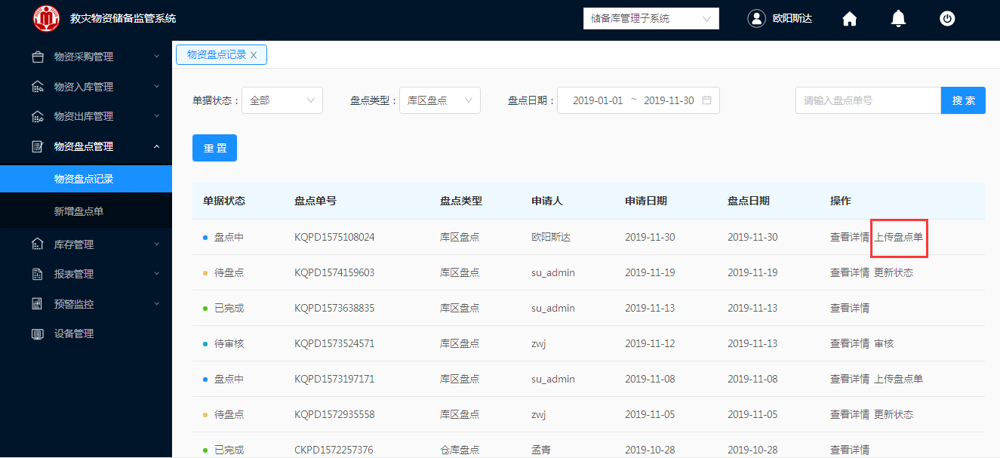 救灾物资储备监管系统
储备库管理子系统
欧阳斯达
物资采购管理
物资入库管理
物资出库管理
物资盘点管理
物资盘点记录
新增盘点单
库存管理
报表管理
预警监控
设备管理
物资盘点记录
单据状态： 全部 盘点类型： 库区盘点 盘点日期： 2019-01-01 ~ 2019-11-30 请输入盘点单号 搜 索
重 置
单据状态 盘点单号 盘点类型 申请人 申请日期 盘点日期 操作
盘点中 KQPD1575108024 库区盘点 欧阳斯达 2019-11-30 2019-11-30 查看详情 上传盘点单
待盘点 KQPD1574159603 库区盘点 su_admin 2019-11-19 2019-11-19 查看详情 更新状态
已完成 KQPD1573638835 库区盘点 su_admin 2019-11-13 2019-11-13 查看详情
待审核 KQPD1573524571 库区盘点 zwj 2019-11-12 2019-11-13 查看详情 审核
盘点中 KQPD1573197171 库区盘点 su_admin 2019-11-08 2019-11-08 查看详情 上传盘点单
待盘点 KQPD1572935558 库区盘点 zwj 2019-11-05 2019-11-05 查看详情 更新状态
已完成 CKPD1572257376 仓库盘点 孟青 2019-10-28 2019-10-28 查看详情